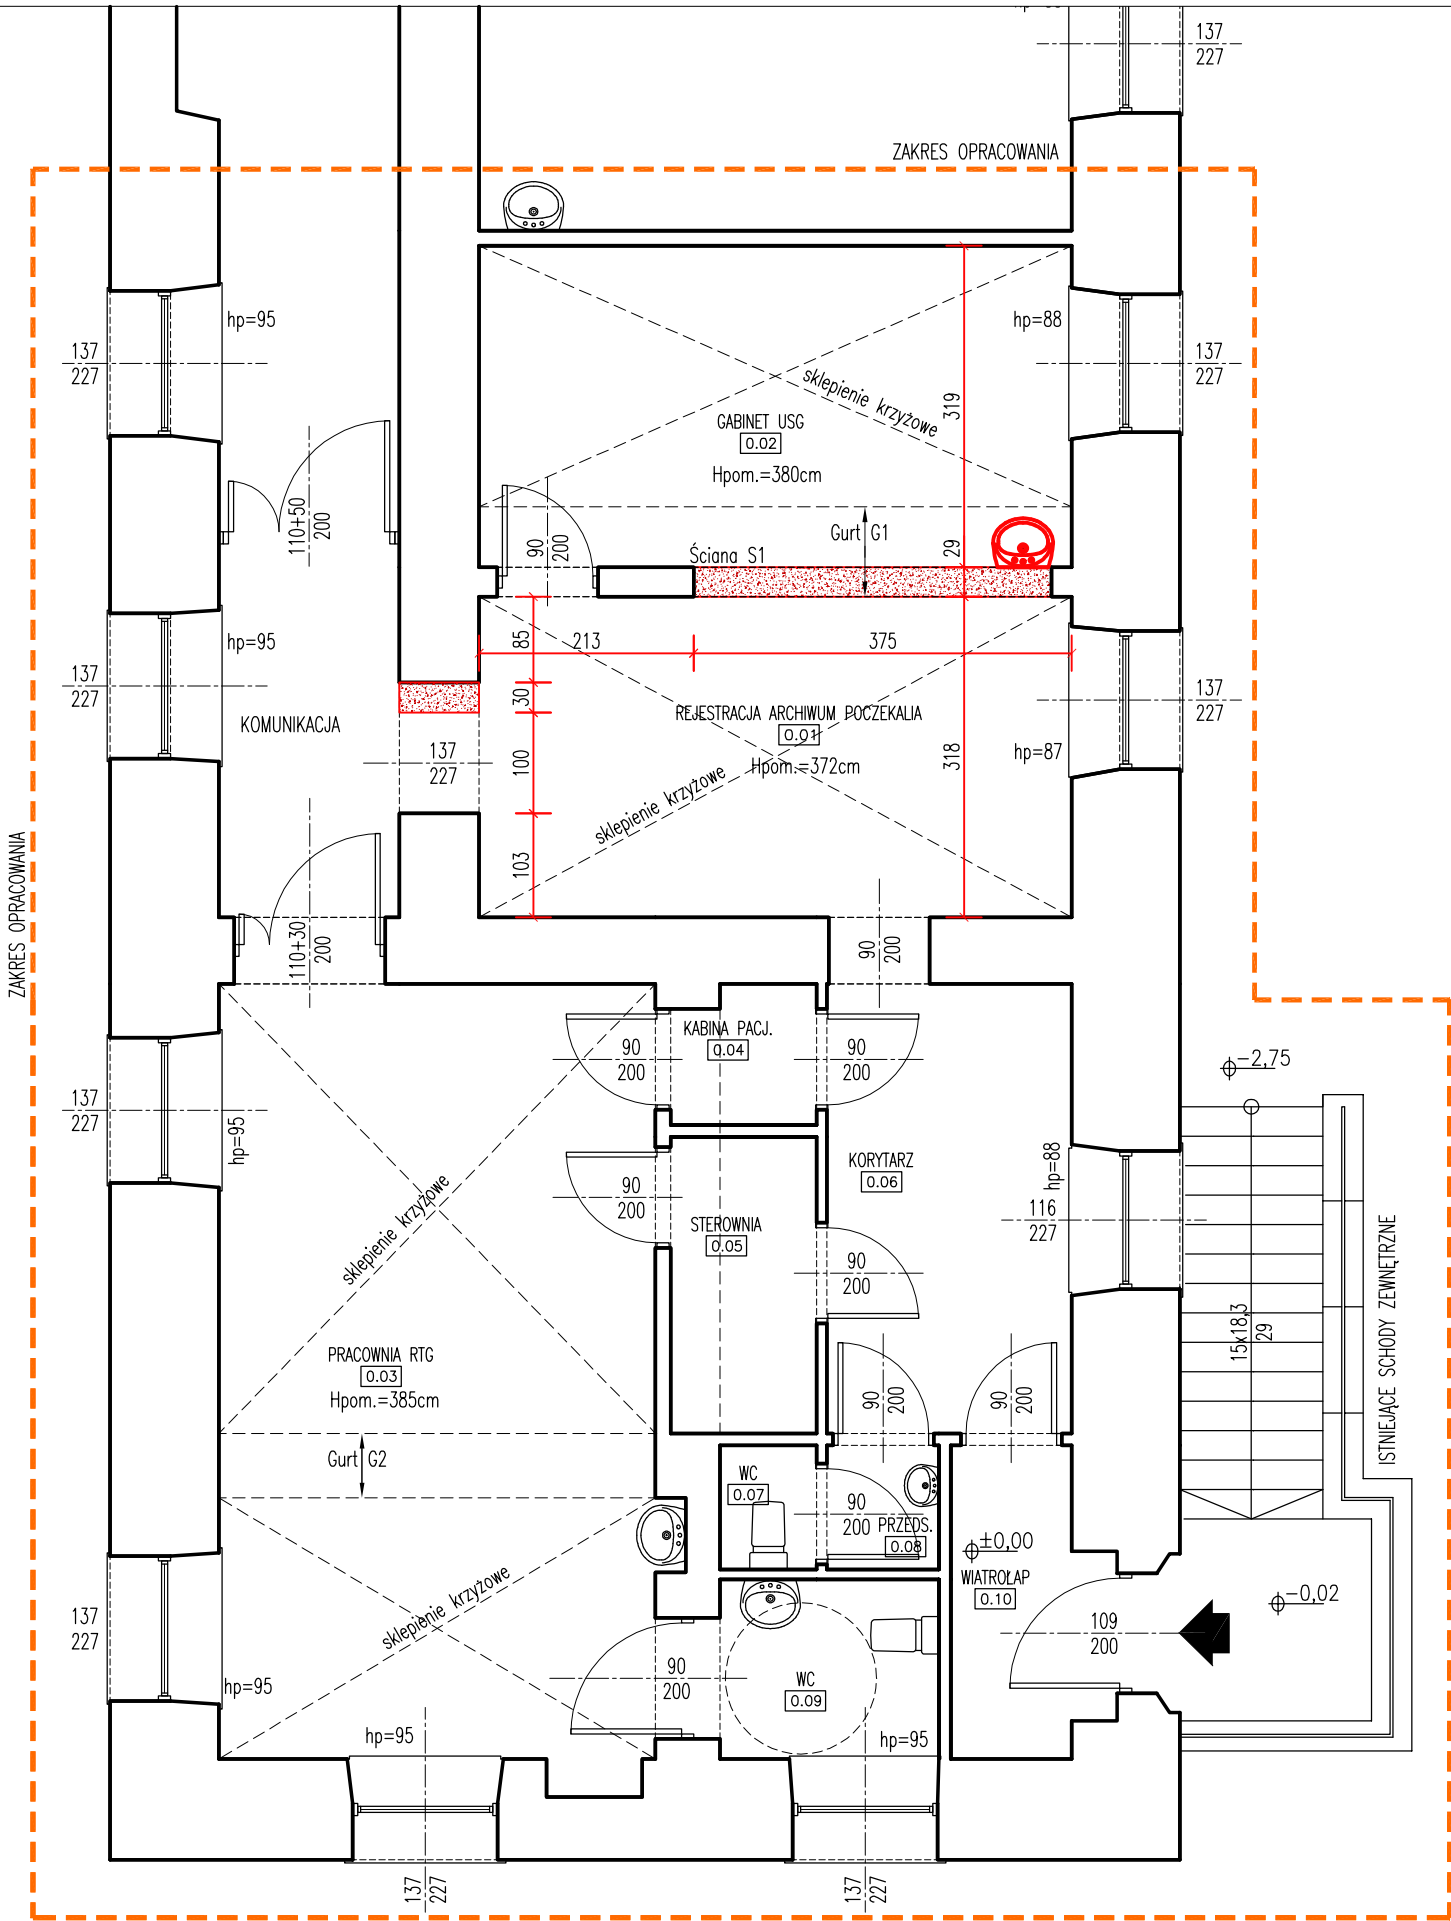 137
227
ZAKRES OPRACOWANIA
hp=95
hp=88
137
227
137
227
sklepienie krzyżowe
319
GABINET USG
0.02
Hpom.=380cm
110+50
200
90
200
Gurt G1
29
Ściana S1
hp=95
85
213
375
137
227
30
137
227
KOMUNIKACJA
REJESTRACJA ARCHIWUM POCZEKALIA
0.01
Hpom.=372cm
hp=87
137
227
100
318
sklepienie krzyżowe
103
ZAKRES OPRACOWANIA
110+30
200
90
200
KABINA PACJ.
0.04
90
200
90
200
-2,75
137
227
hp=95
KORYTARZ
0.06
hp=88
90
200
116
227
STEROWNIA
0.05
sklepienie krzyżowe
90
200
15x18,3
29
ISTNIEJĄCE SCHODY ZEWNĘTRZNE
PRACOWNIA RTG
0.03
Hpom.=385cm
90
200
90
200
Gurt G2
WC
0.07
90
200
PRZEDS.
0.08
±0,00
WIATROŁAP
0.10
-0,02
sklepienie krzyżowe
137
227
109
200
90
200
WC
0.09
hp=95
hp=95
hp=95
137
227
137
227